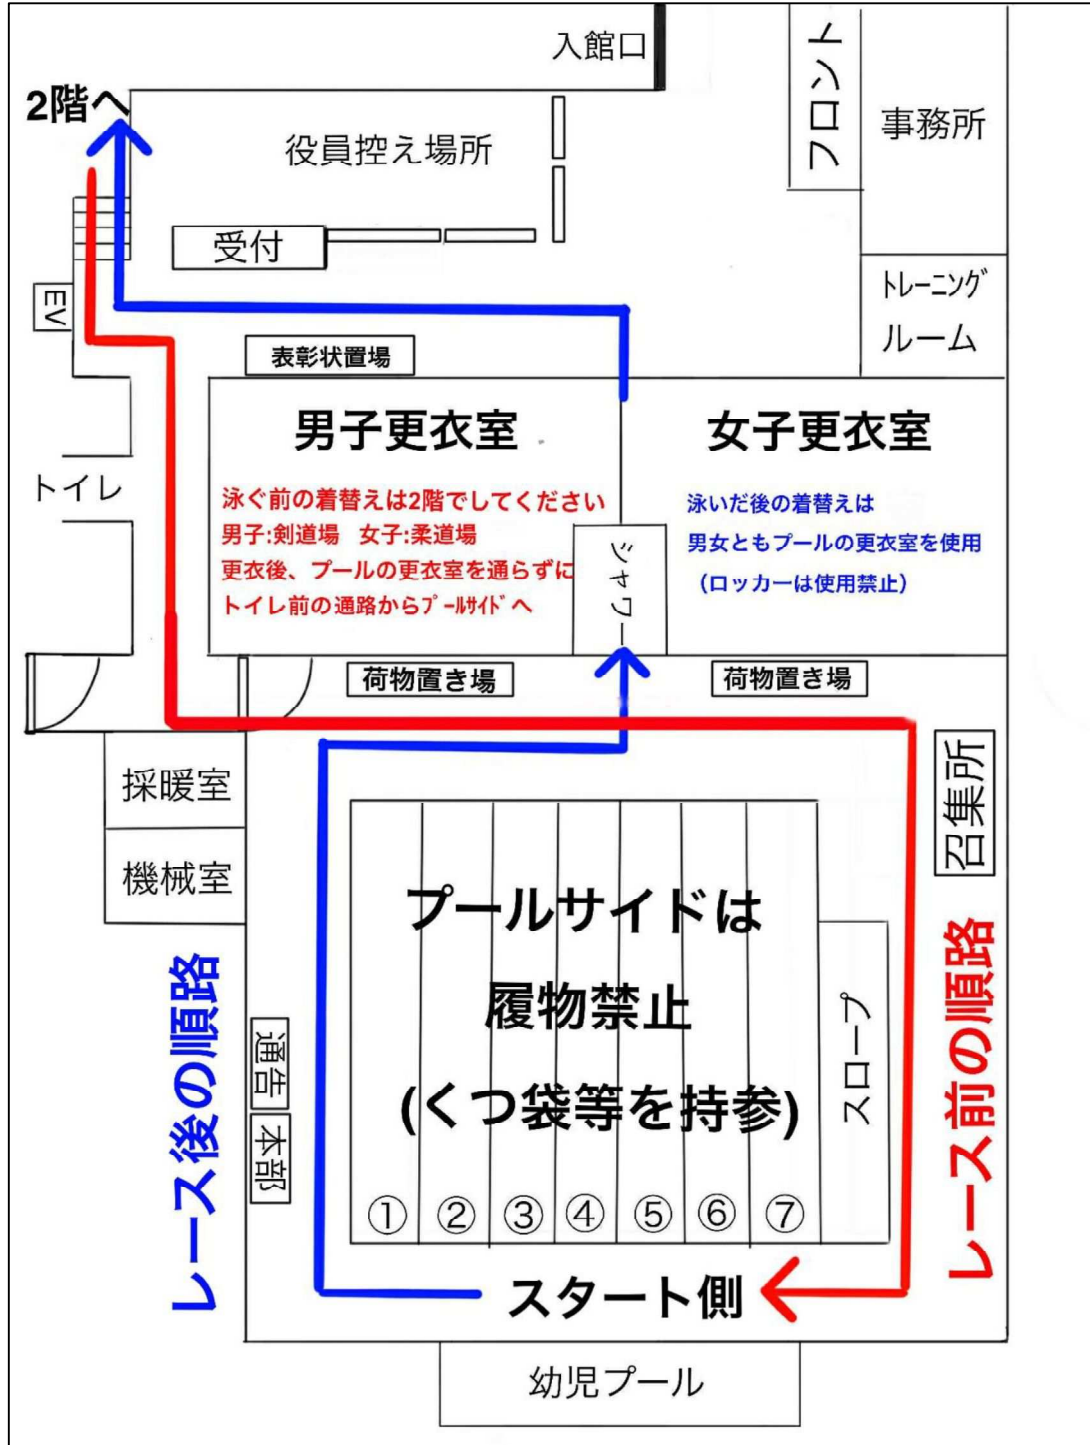 入館口
フロント
事務所
2階へ
役員控え場所
受付
EV
トレーニング
ルーム
表彰状置場
男子更衣室
泳ぐ前の着替えは2階でしてください
男子:剣道場　女子:柔道場
更衣後、プールの更衣室を通らずに
トイレ前の通路からﾌﾟｰﾙｻｲﾄﾞへ
女子更衣室
泳いだ後の着替えは
男女ともプールの更衣室を使用
（ロッカーは使用禁止）
トイレ
シャワー
荷物置き場
荷物置き場
採暖室
機械室
召集所
プールサイドは
履物禁止
(くつ袋等を持参)
レース後の順路
通告
本部
スロープ
レース前の順路
①
②
③
④
⑤
⑥
⑦
スタート側
幼児プール